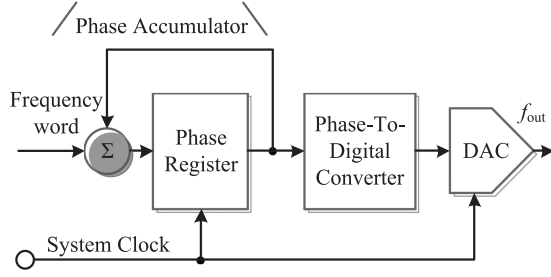 Phase Accumulator
Frequency
word
Σ
Phase
Register
Phase-To-
Digital
Converter
DAC
fout
System Clock